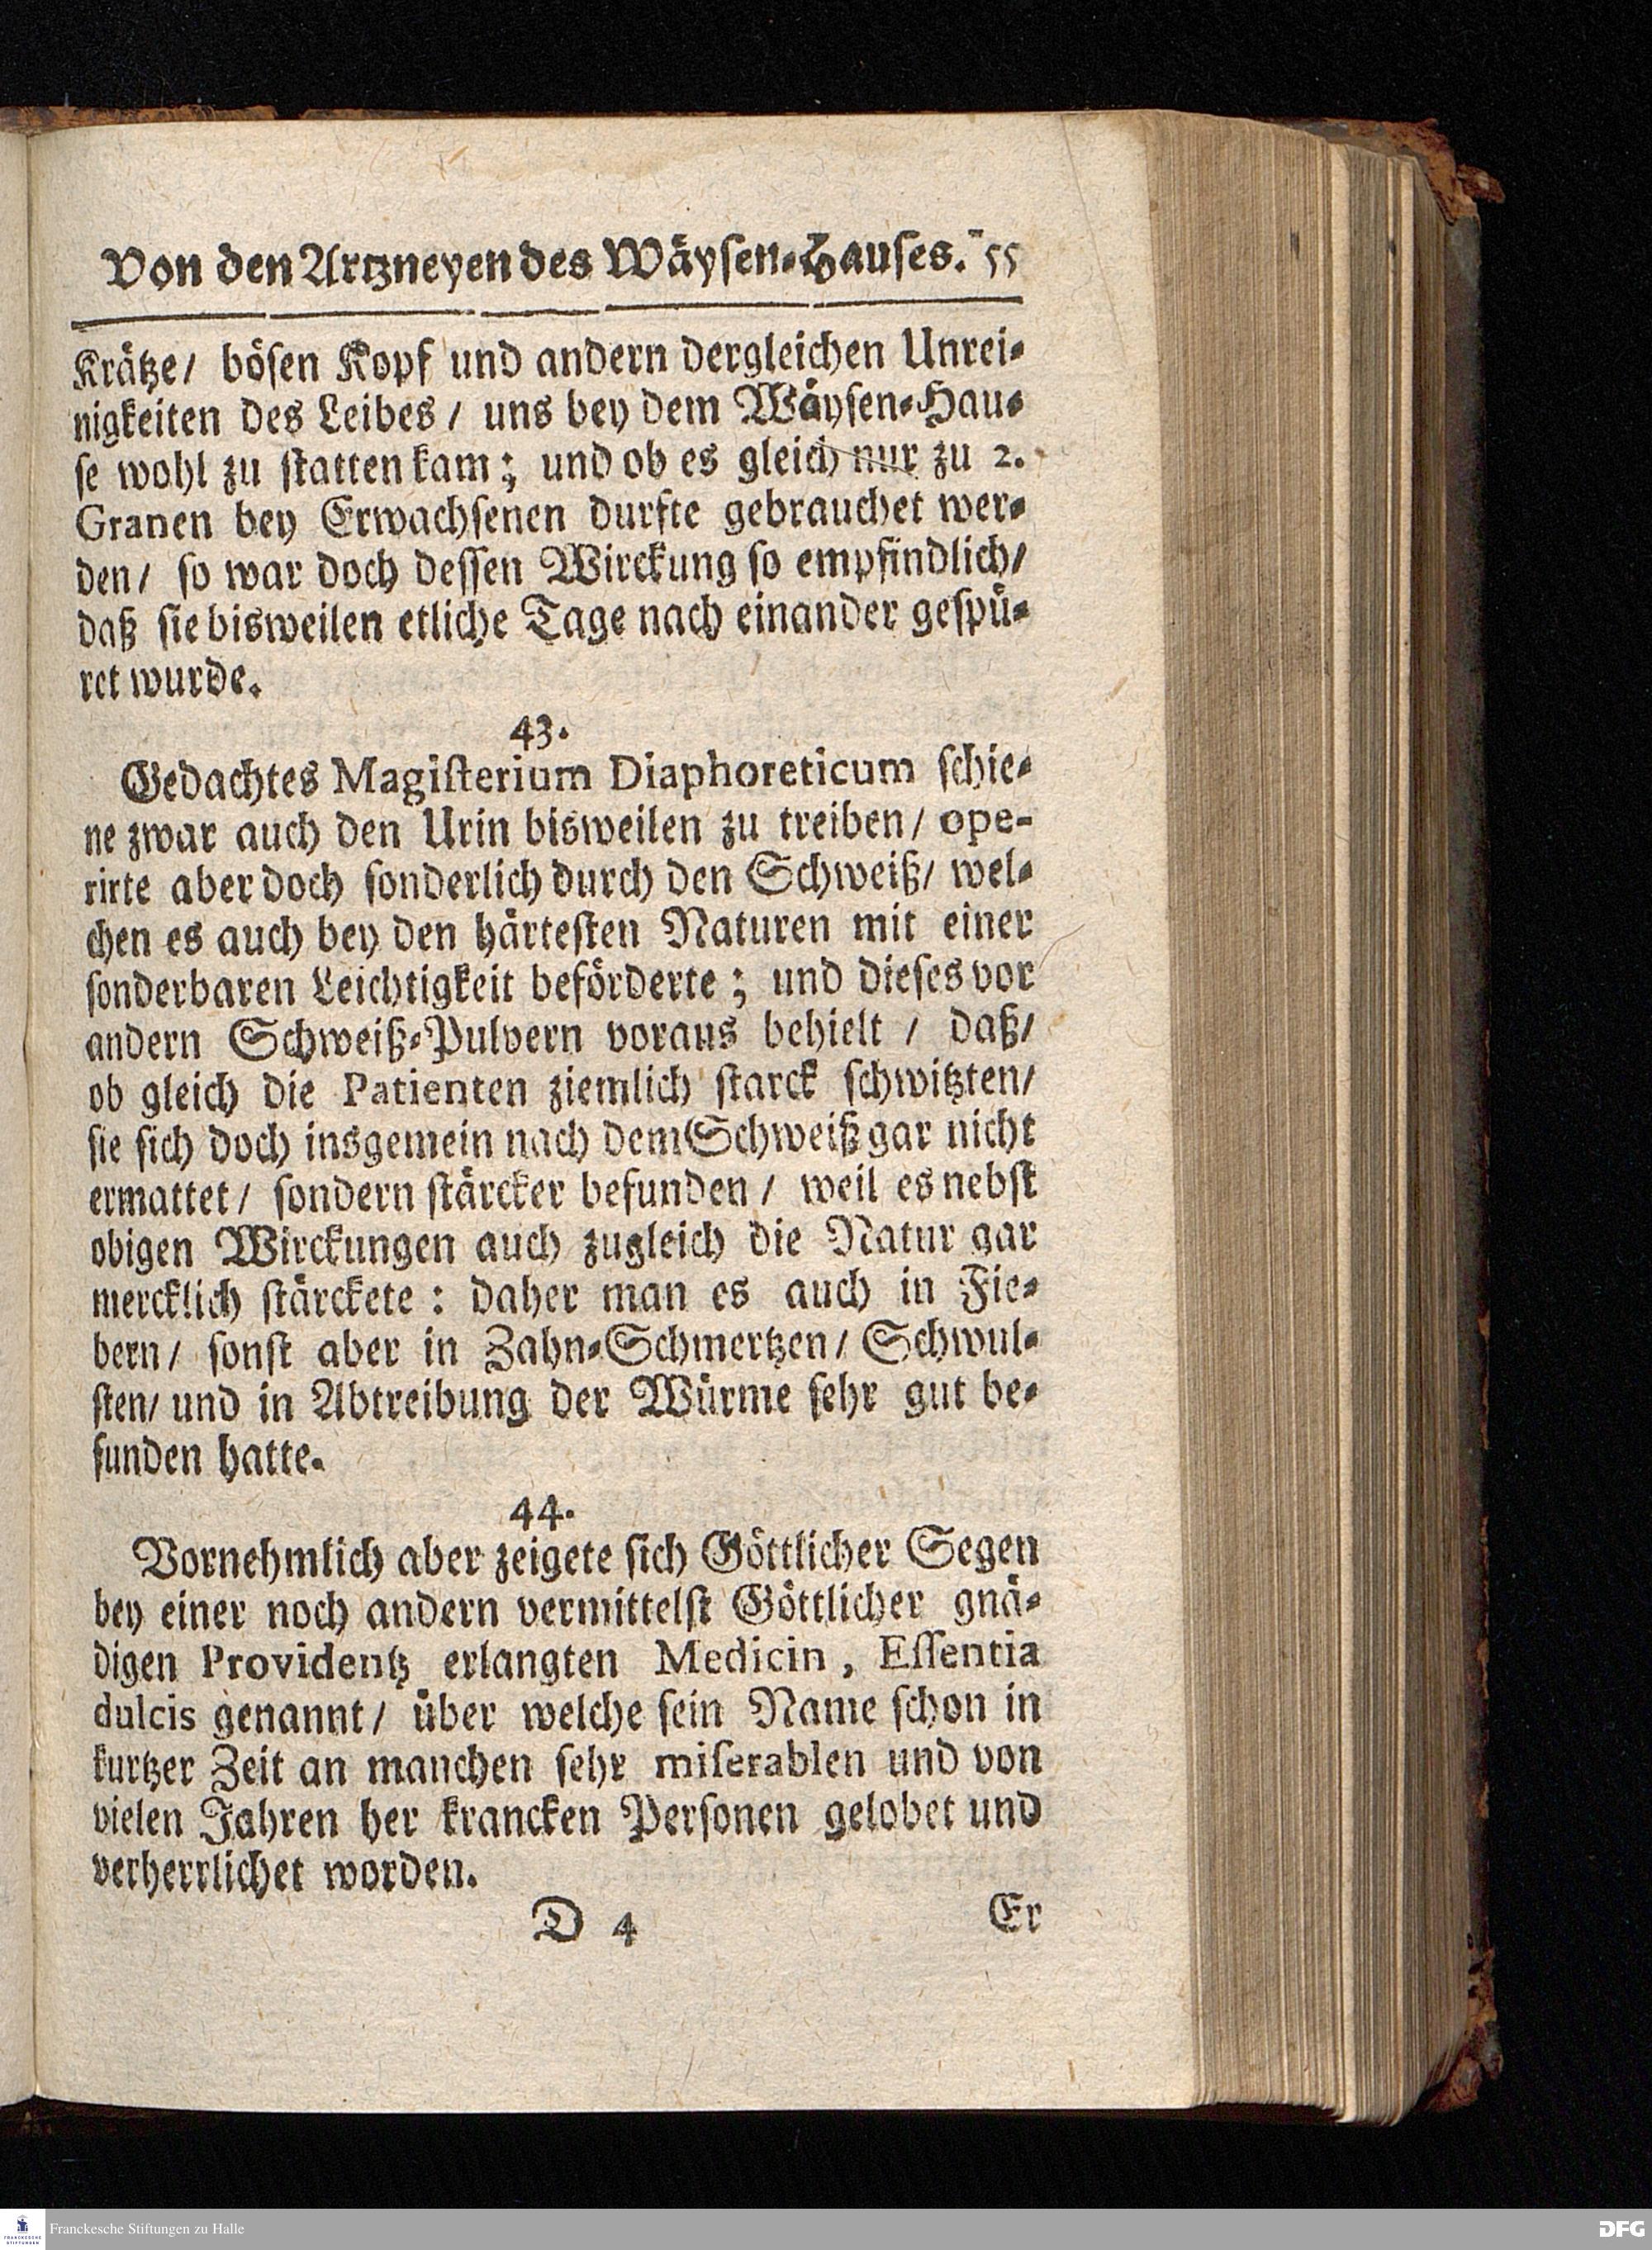 Von den Artzneyen des Wäysen-Hauses. 55
Krätze/ bösen Kopf und andern dergleichen Unrei-
nigkeiten des Leibes/ uns bey dem Wäysen-Hau-
se wohl zu statten kam; und ob es gleich nur zu 2.
Granen bey Erwachsenen durfte gebrauchet wer-
den/ so war doch dessen Wirckung so empfindlich/
daß sie bisweilen etliche Tage nach einander gespü-
ret wurde.
43.
Gedachtes Magisterium Diaphoreticum schie-
ne zwar auch den Urin bisweilen zu treiben/ ope-
rirte aber doch sonderlich durch den Schweiß/ wel-
chen es auch bey den härtesten Naturen mit einer
sonderbaren Leichtigkeit beförderte; und dieses vor
andern Schweiß-Pulvern voraus behielt / daß/
ob gleich die Patienten ziemlich starck schwitzten/
sie sich doch insgemein nach dem Schweiß gar nicht
ermattet/ sondern stärcker befunden/ weil es nebst
obigen Wirckungen auch zugleich die Natur gar
mercklich stärckete: daher man es auch in Fie-
bern/ sonst aber in Zahn-Schmertzen/ Schwul-
sten/ und in Abtreibung der Würme sehr gut be-
funden hatte.
44.
Vornehmlich aber zeigete sich Göttlicher Segen
bey einer noch andern vermittelst Göttlicher gnä-
digen Providentz erlangten Medicin, Essentia
dulcis genannt/ über welche sein Name schon in
kurtzer Zeit an manchen sehr miserablen und von
vielen Jahren her krancken Personen gelobet und
verherrlichet worden.
D 4 Er
FRANCKESCHE STIFTUNGEN
Franckesche Stiftungen zu Halle
DFG